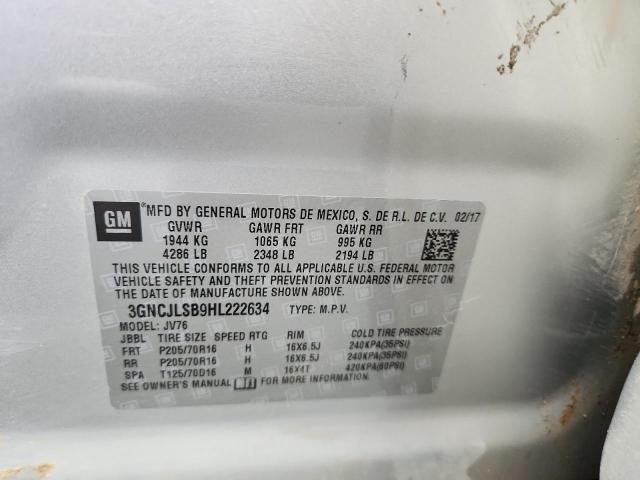 GM
®MFD BY GENERAL MOTORS DE MEXICO, S. DE R.L. DE C.V. 02/17
GVWR GAWR FRT GAWR RR
1944 KG 1065 KG 995 KG
4286 LB 2348 LB 2194 LB
THIS VEHICLE CONFORMS TO ALL APPLICABLE U.S. FEDERAL MOTOR
VEHICLE SAFETY AND THEFT PREVENTION STANDARDS IN EFFECT ON
THE DATE OF MANUFACTURE SHOWN ABOVE.
3GNCJLSB9HL222634 TYPE: M.P.V.
MODEL: JV76
JBBL TIRE SIZE SPEED RTG RIM COLD TIRE PRESSURE
FRT P205/70R16 H 16X6.5J 240KPA(35PSI)
RR P205/70R16 H 16X6.5J 240KPA(35PSI)
SPA T125/70D16 M 16X4T 420KPA(60PSI)
SEE OWNER'S MANUAL FOR MORE INFORMATION